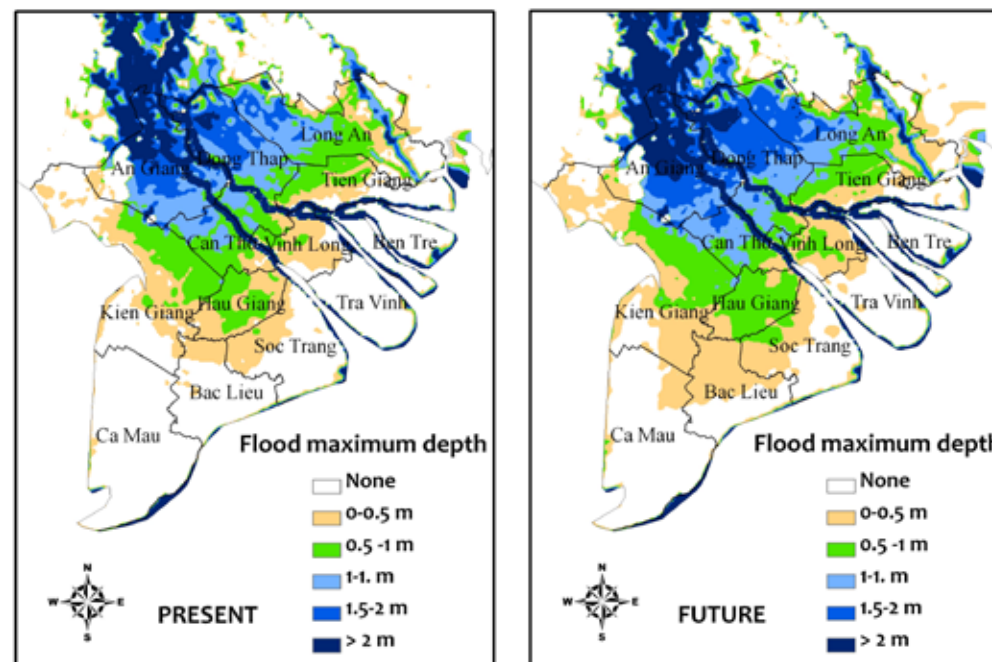 Long An
Dong Thap
An Giang
Tien Giang
Can Tho
Vinh Long
Ben Tre
Hau Giang
Tra Vinh
Kien Giang
Soc Trang
Bac Lieu
Ca Mau
Flood maximum depth
None
0-0.5 m
0.5 -1 m
1-1. m
1.5-2 m
> 2 m
N
W
E
S
PRESENT
Long An
Dong Thap
An Giang
Tien Giang
Can Tho
Vinh Long
Ben Tre
Hau Giang
Tra Vinh
Kien Giang
Soc Trang
Bac Lieu
Ca Mau
Flood maximum depth
None
0-0.5 m
0.5 -1 m
1-1. m
1.5-2 m
> 2 m
N
W
E
S
FUTURE